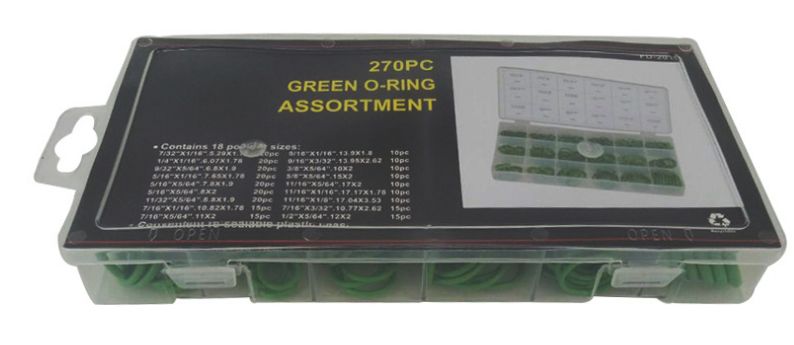 270PC
GREEN O-RING
ASSORTMENT
• Contains 18 popular sizes:
7/32"X1/16".5.29X1. 20pc 9/16"X1/16".13.9X1.8 10pc
1/4"X1/16".6.07X1.78 20pc 9/16"X3/32".13.95X2.62 10pc
9/32"X5/64".6.8X1.9 20pc 3/8"X5/64".10X2 10pc
5/16"X1/16".7.65X1.78 20pc 5/8"X5/64".15X2 10pc
5/16"X5/64".7.8X1.9 20pc 11/16"X5/64".17X2 10pc
5/16"X5/64".8X2 20pc 11/16"X1/16".17.17X1.78 10pc
11/32"X5/64".8.8X1.9 20pc 11/16"X1/8".17.04X3.53 10pc
7/16"X1/16".10.82X1.78 15pc 7/16"X3/32".10.77X2.62 15pc
7/16"X5/64".11X2 15pc 1/2"X5/64".12X2 15pc
• Convenient re-sealable plastic case.
OPEN
OPEN